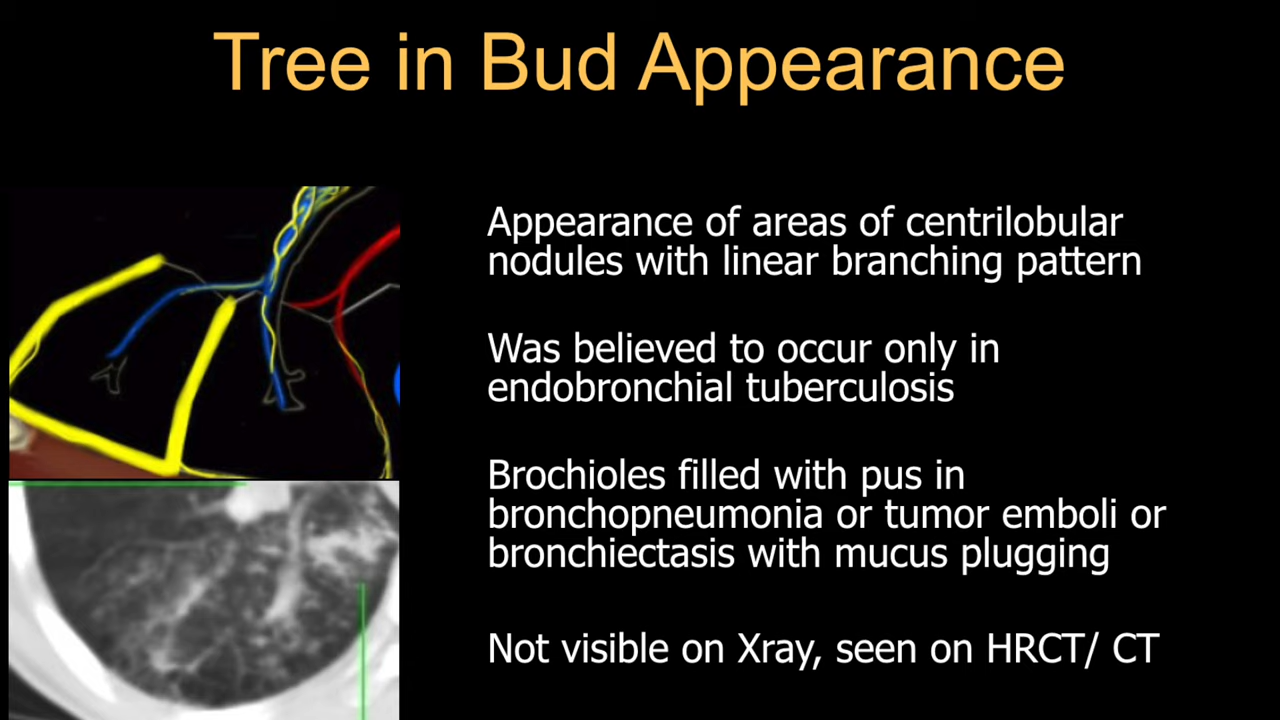 Tree in Bud Appearance
Appearance of areas of centrilobular
nodules with linear branching pattern
Was believed to occur only in
endobronchial tuberculosis
Brochioles filled with pus in
bronchopneumonia or tumor emboli or
bronchiectasis with mucus plugging
Not visible on Xray, seen on HRCT/ CT